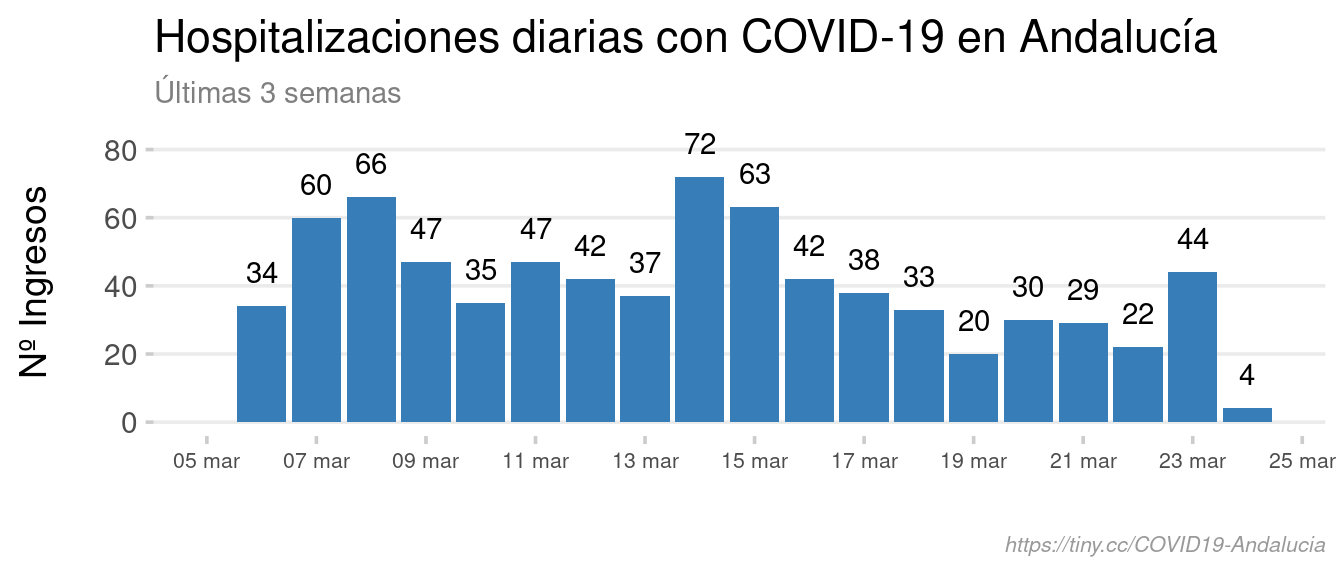 Hospitalizaciones diarias con COVID-19 en Andalucía
Últimas 3 semanas
Nº Ingresos
80
60
40
20
0
34
60
66
47
35
47
42
37
72
63
42
38
33
20
30
29
22
44
4
05 mar
07 mar
09 mar
11 mar
13 mar
15 mar
17 mar
19 mar
21 mar
23 mar
25 mar
https://tiny.cc/COVID19-Andalucia